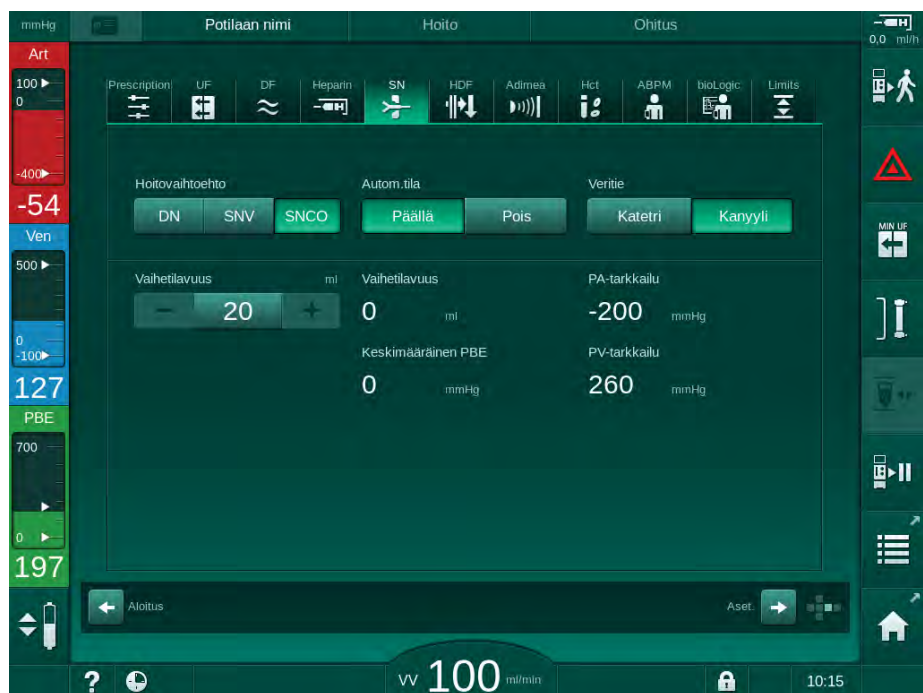 mmHg
Potilaan nimi
Hoito
Ohitus
0,0 ml/h
Art
100
0
-400
-54
Ven
500
0
-100
127
PBE
700
0
197
Prescription
UF
DF
Heparin
SN
HDF
Adimea
Hct
ABPM
bioLogic
Limits
Hoitovaihtoehto
DN SNV SNCO
Autom.tila
Päällä Pois
Veritie
Katetri Kanyyli
Vaihetilavuus ml
− 20 +
Vaihetilavuus
0 ml
Keskimääräinen PBE
0 mmHg
PA-tarkkailu
-200 mmHg
PV-tarkkailu
260 mmHg
MIN UF
Aloitus
Aset.
?
VV 100 ml/min
10:15